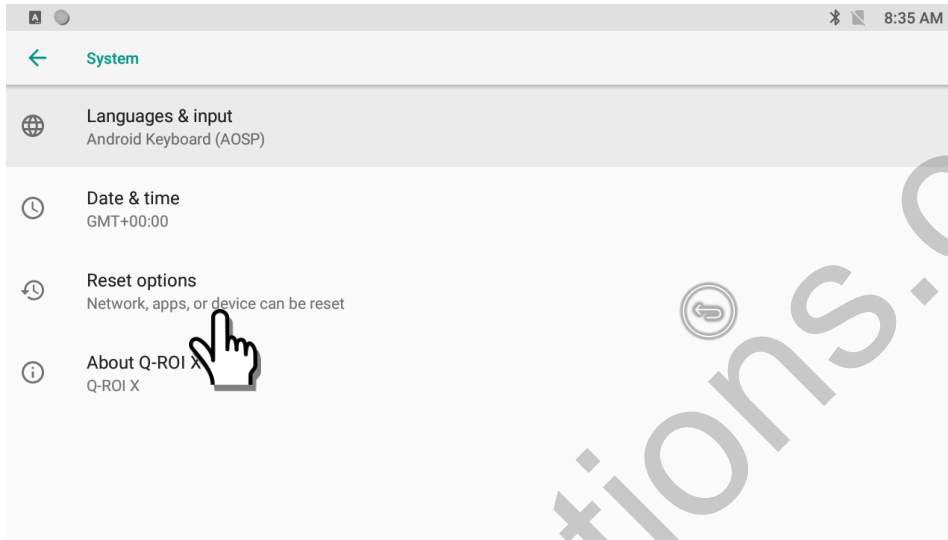 A
8:35 AM
System
Languages & input
Android Keyboard (AOSP)
Date & time
GMT+00:00
Reset options
Network, apps, or device can be reset
About Q-ROI X
Q-ROI X
tions.c